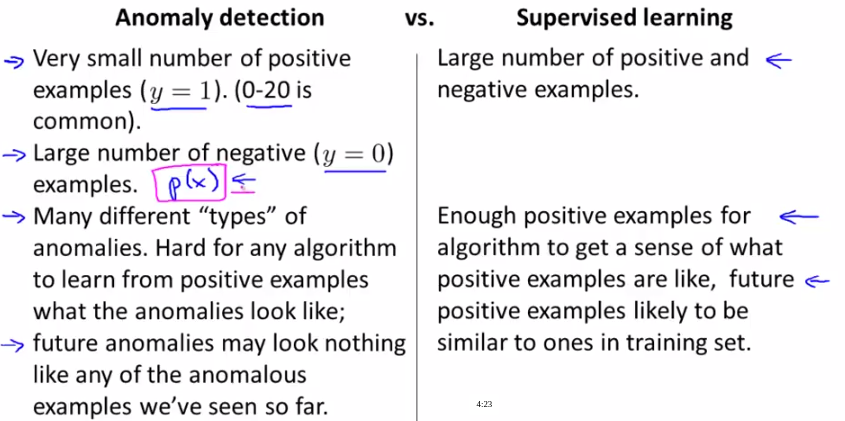 Anomaly detection vs. Supervised learning
Very small number of positive
examples (y = 1). (0-20 is
common).
Large number of negative (y = 0)
examples. p(x)
Many different “types” of
anomalies. Hard for any algorithm
to learn from positive examples
what the anomalies look like;
future anomalies may look nothing
like any of the anomalous
examples we’ve seen so far.
Large number of positive and
negative examples.
Enough positive examples for
algorithm to get a sense of what
positive examples are like, future
positive examples likely to be
similar to ones in training set.
4:23